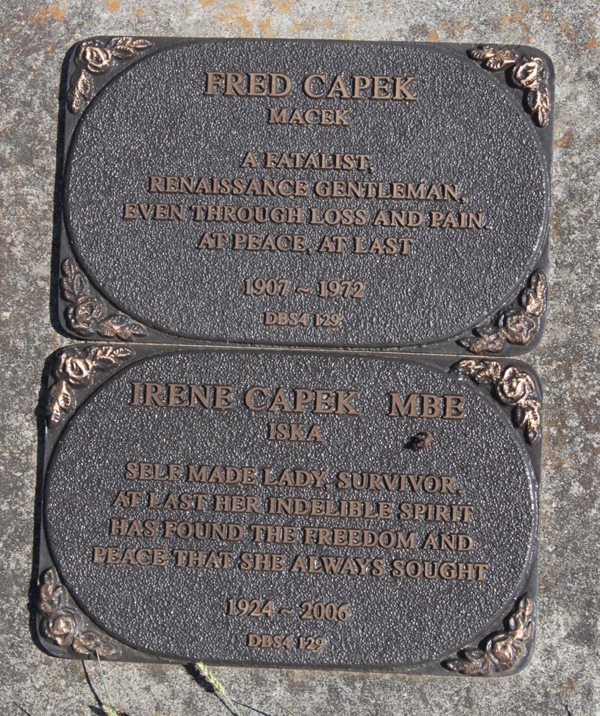 FRED CAPEK
MACEK
A FATALIST,
RENAISSANCE GENTLEMAN,
EVEN THROUGH LOSS AND PAIN.
AT PEACE, AT LAST
1907 ~ 1972
DBS4 129
IRENE CAPEK MBE
ISKA
SELF MADE LADY, SURVIVOR.
AT LAST HER INDELIBLE SPIRIT
HAS FOUND THE FREEDOM AND
PEACE THAT SHE ALWAYS SOUGHT
1924 ~ 2006
DBS4 129